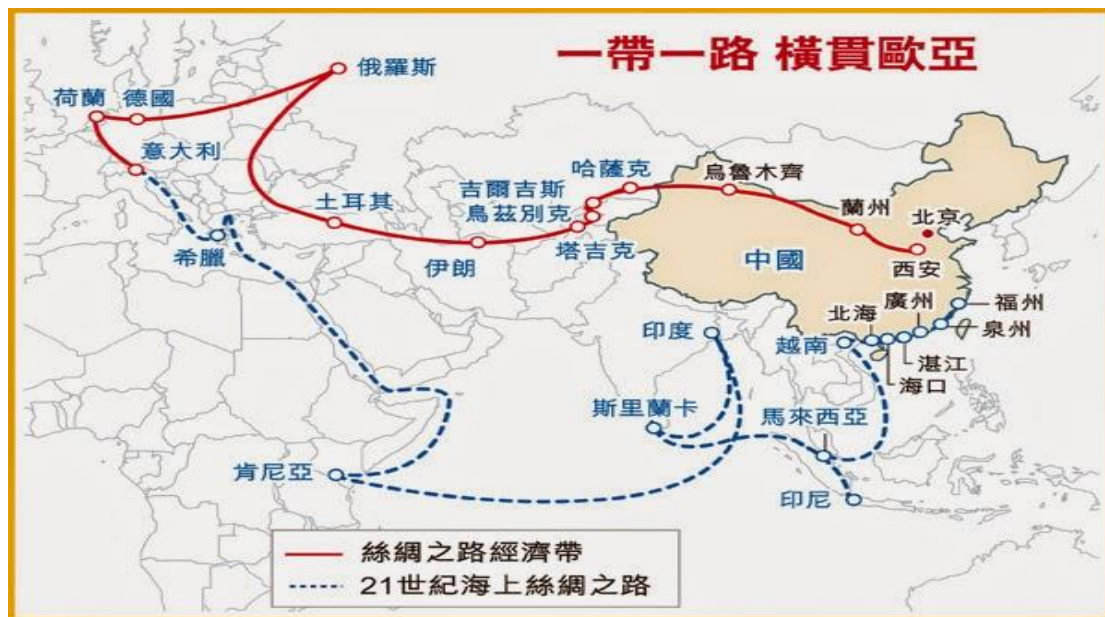 一帶一路 橫貫歐亞
俄羅斯
荷蘭
德國
意大利
哈薩克
烏魯木齊
吉爾吉斯
烏茲別克
土耳其
蘭州
北京
希臘
伊朗
塔吉克
中國
西安
廣州
福州
北海
印度
越南
泉州
湛江
海口
斯里蘭卡
馬來西亞
肯尼亞
印尼
絲綢之路經濟帶
21世紀海上絲綢之路